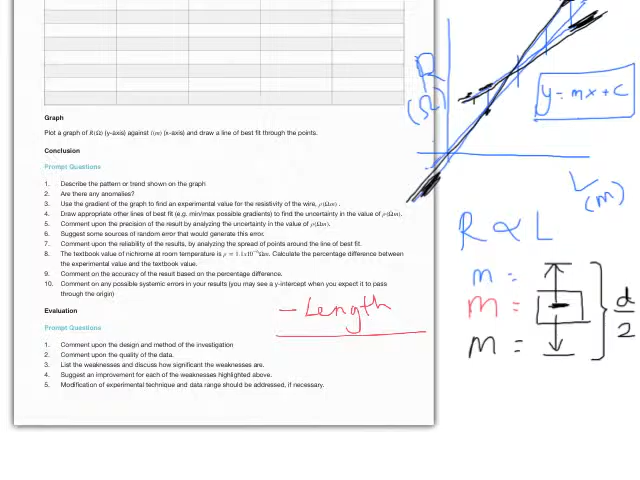 Graph
Plot a graph of R(Ω) (y-axis) against l(m) (x-axis) and draw a line of best fit through the points.
Conclusion
Prompt Questions
1. Describe the pattern or trend shown on the graph
2. Are there any anomalies?
3. Use the gradient of the graph to find an experimental value for the resistivity of the wire, ρ(Ωm).
4. Draw appropriate other lines of best fit (e.g. min/max possible gradients) to find the uncertainty in the value of ρ(Ωm).
5. Comment upon the precision of the result by analyzing the uncertainty in the value of ρ(Ωm).
6. Suggest some sources of random error that would generate this error.
7. Comment upon the reliability of the results, by analyzing the spread of points around the line of best fit.
8. The textbook value of nichrome at room temperature is ρ = 1.1x10⁻⁶Ωm. Calculate the percentage difference between
the experimental value and the textbook value.
9. Comment on the accuracy of the result based on the percentage difference.
10. Comment on any possible systemic errors in your results (you may see a y-intercept when you expect it to pass
through the origin)
Evaluation
Prompt Questions
1. Comment upon the design and method of the investigation
2. Comment upon the quality of the data.
3. List the weaknesses and discuss how significant the weaknesses are.
4. Suggest an improvement for each of the weaknesses highlighted above.
5. Modification of experimental technique and data range should be addressed, if necessary.
- Length
R
(Ω)
y = mx + c
L
(m)
R ∝ L
m =
m =
m =
d
2